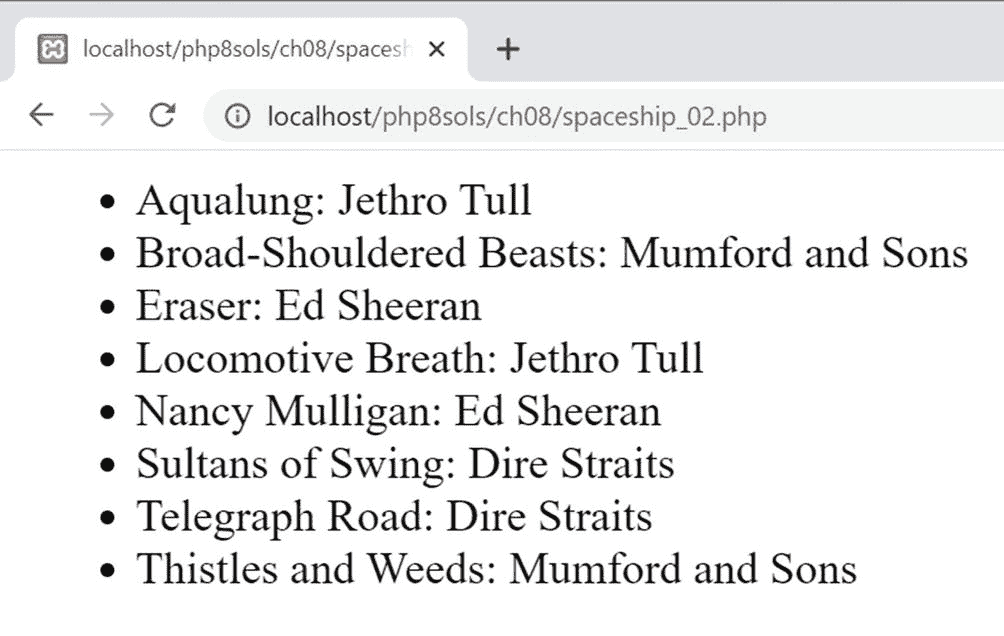 localhost/php8sols/ch08/spacesh
localhost/php8sols/ch08/spaceship_02.php
• Aqualung: Jethro Tull
• Broad-Shouldered Beasts: Mumford and Sons
• Eraser: Ed Sheeran
• Locomotive Breath: Jethro Tull
• Nancy Mulligan: Ed Sheeran
• Sultans of Swing: Dire Straits
• Telegraph Road: Dire Straits
• Thistles and Weeds: Mumford and Sons